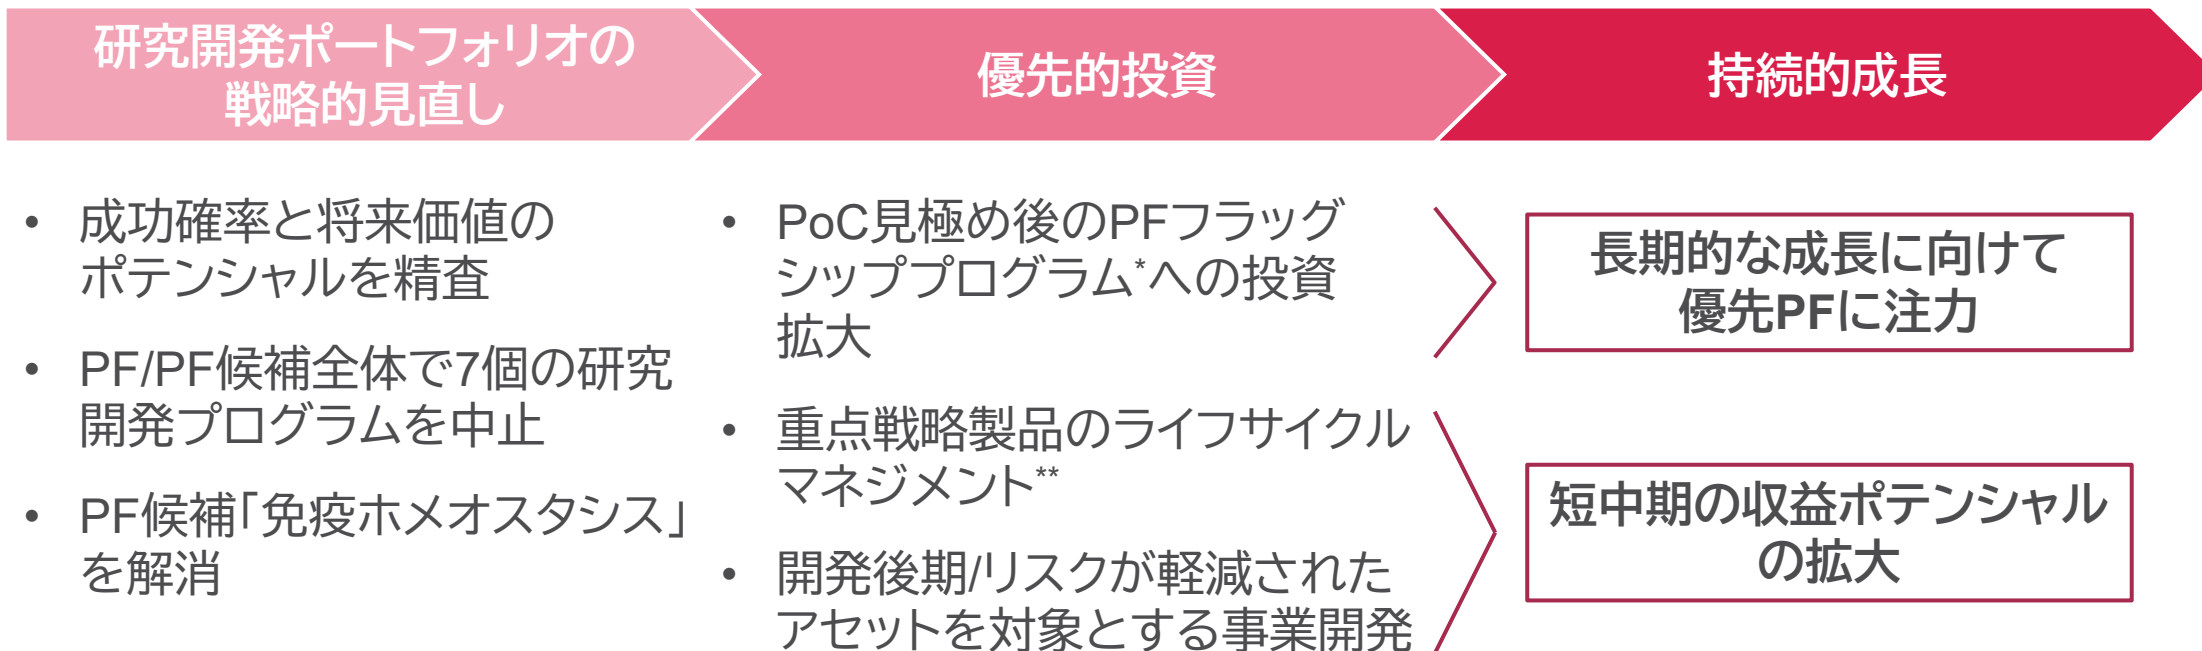 研究開発ポートフォリオの
戦略的見直し
優先的投資
持続的成長
• 成功確率と将来価値の
ポテンシャルを精査
• PF/PF候補全体で7個の研究
開発プログラムを中止
• PF候補「免疫ホメオスタシス」
を解消
• PoC見極め後のPFフラッグ
シッププログラム*への投資
拡大
• 重点戦略製品のライフサイクル
マネジメント**
• 開発後期/リスクが軽減された
アセットを対象とする事業開発
長期的な成長に向けて
優先PFに注力
短中期の収益ポテンシャル
の拡大